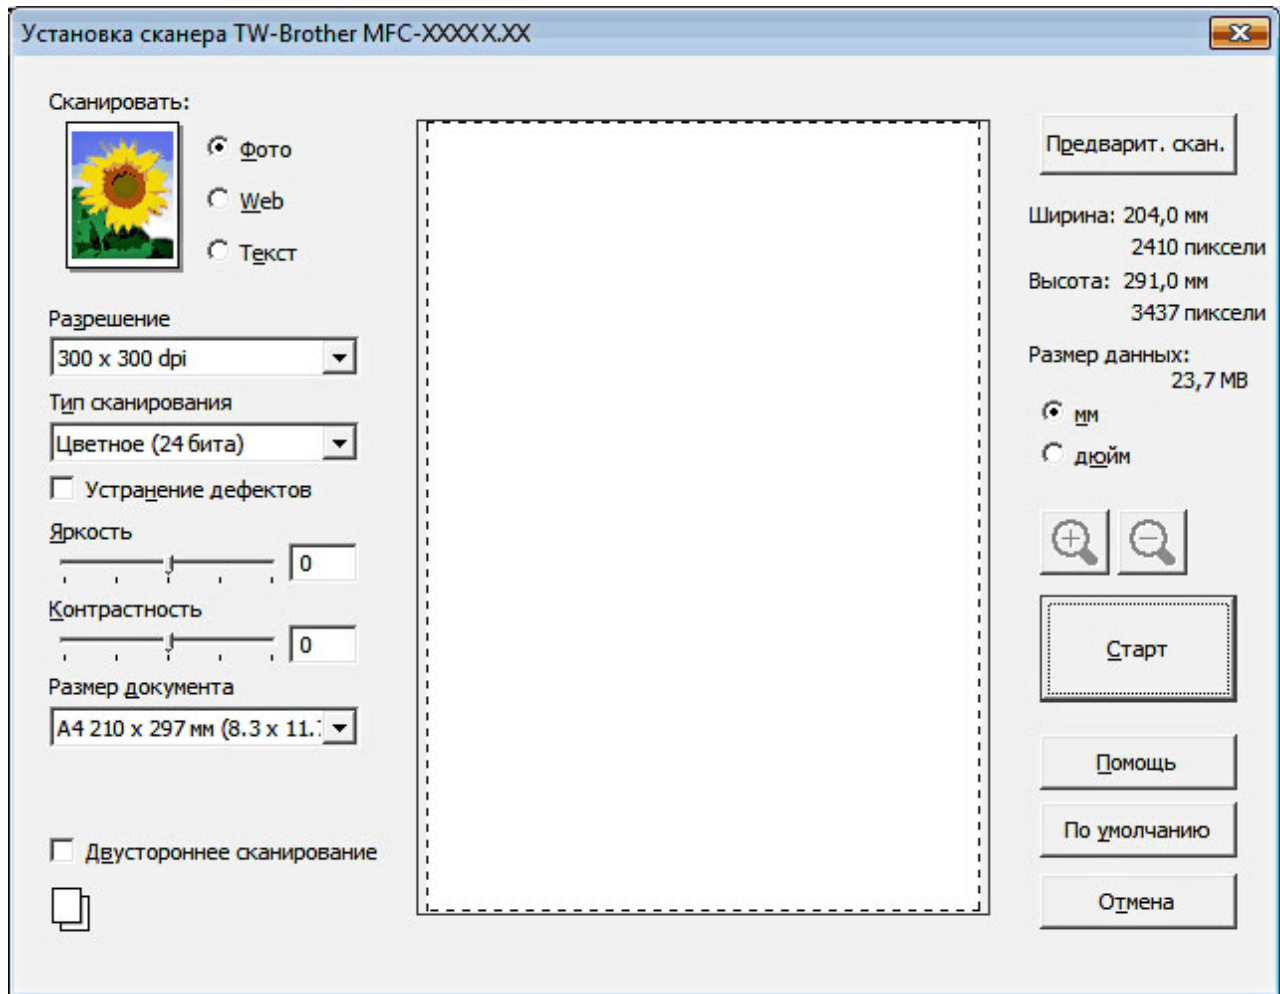 Установка сканера TW-Brother MFC-XXXX X.XX
Сканировать:
Фото
Web
Текст
Разрешение
300 x 300 dpi
Тип сканирования
Цветное (24 бита)
Устранение дефектов
Яркость
0
Контрастность
0
Размер документа
A4 210 x 297 мм (8.3 x 11.
Двустороннее сканирование
Предварит. скан.
Ширина: 204,0 мм
2410 пиксели
Высота: 291,0 мм
3437 пиксели
Размер данных:
23,7 MB
мм
дюйм
Старт
Помощь
По умолчанию
Отмена